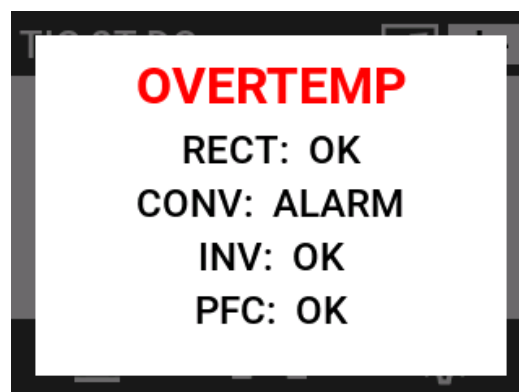 OVERTEMP
RECT: OK
CONV: ALARM
INV: OK
PFC: OK